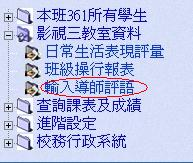 本班361所有學生
影視三教室資料
日常生活表現評量
班級操行報表
輸入導師評語
查詢課表及成績
進階設定
校務行政系統